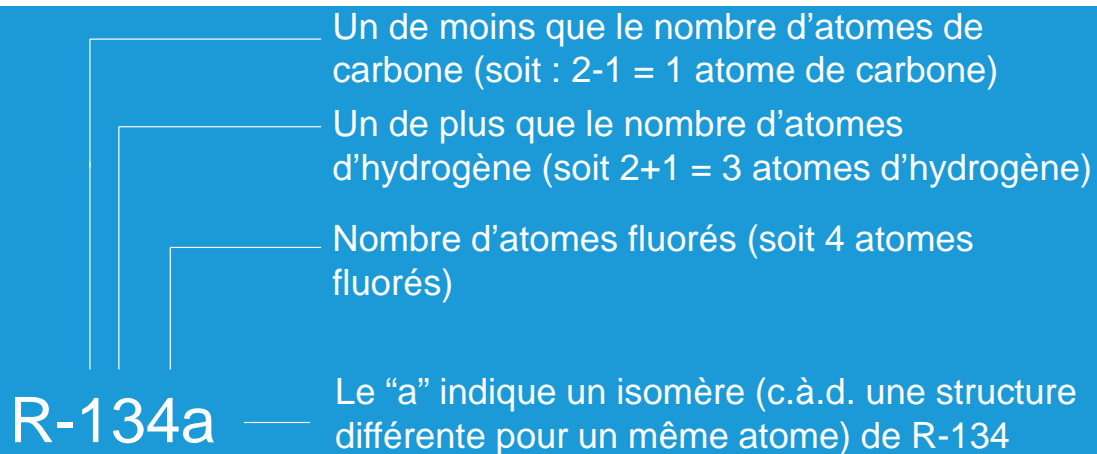 Un de moins que le nombre d’atomes de
carbone (soit : 2-1 = 1 atome de carbone)
Un de plus que le nombre d’atomes
d’hydrogène (soit 2+1 = 3 atomes d’hydrogène)
Nombre d’atomes fluorés (soit 4 atomes
fluorés)
R-134a
Le “a” indique un isomère (c.à.d. une structure
différente pour un même atome) de R-134